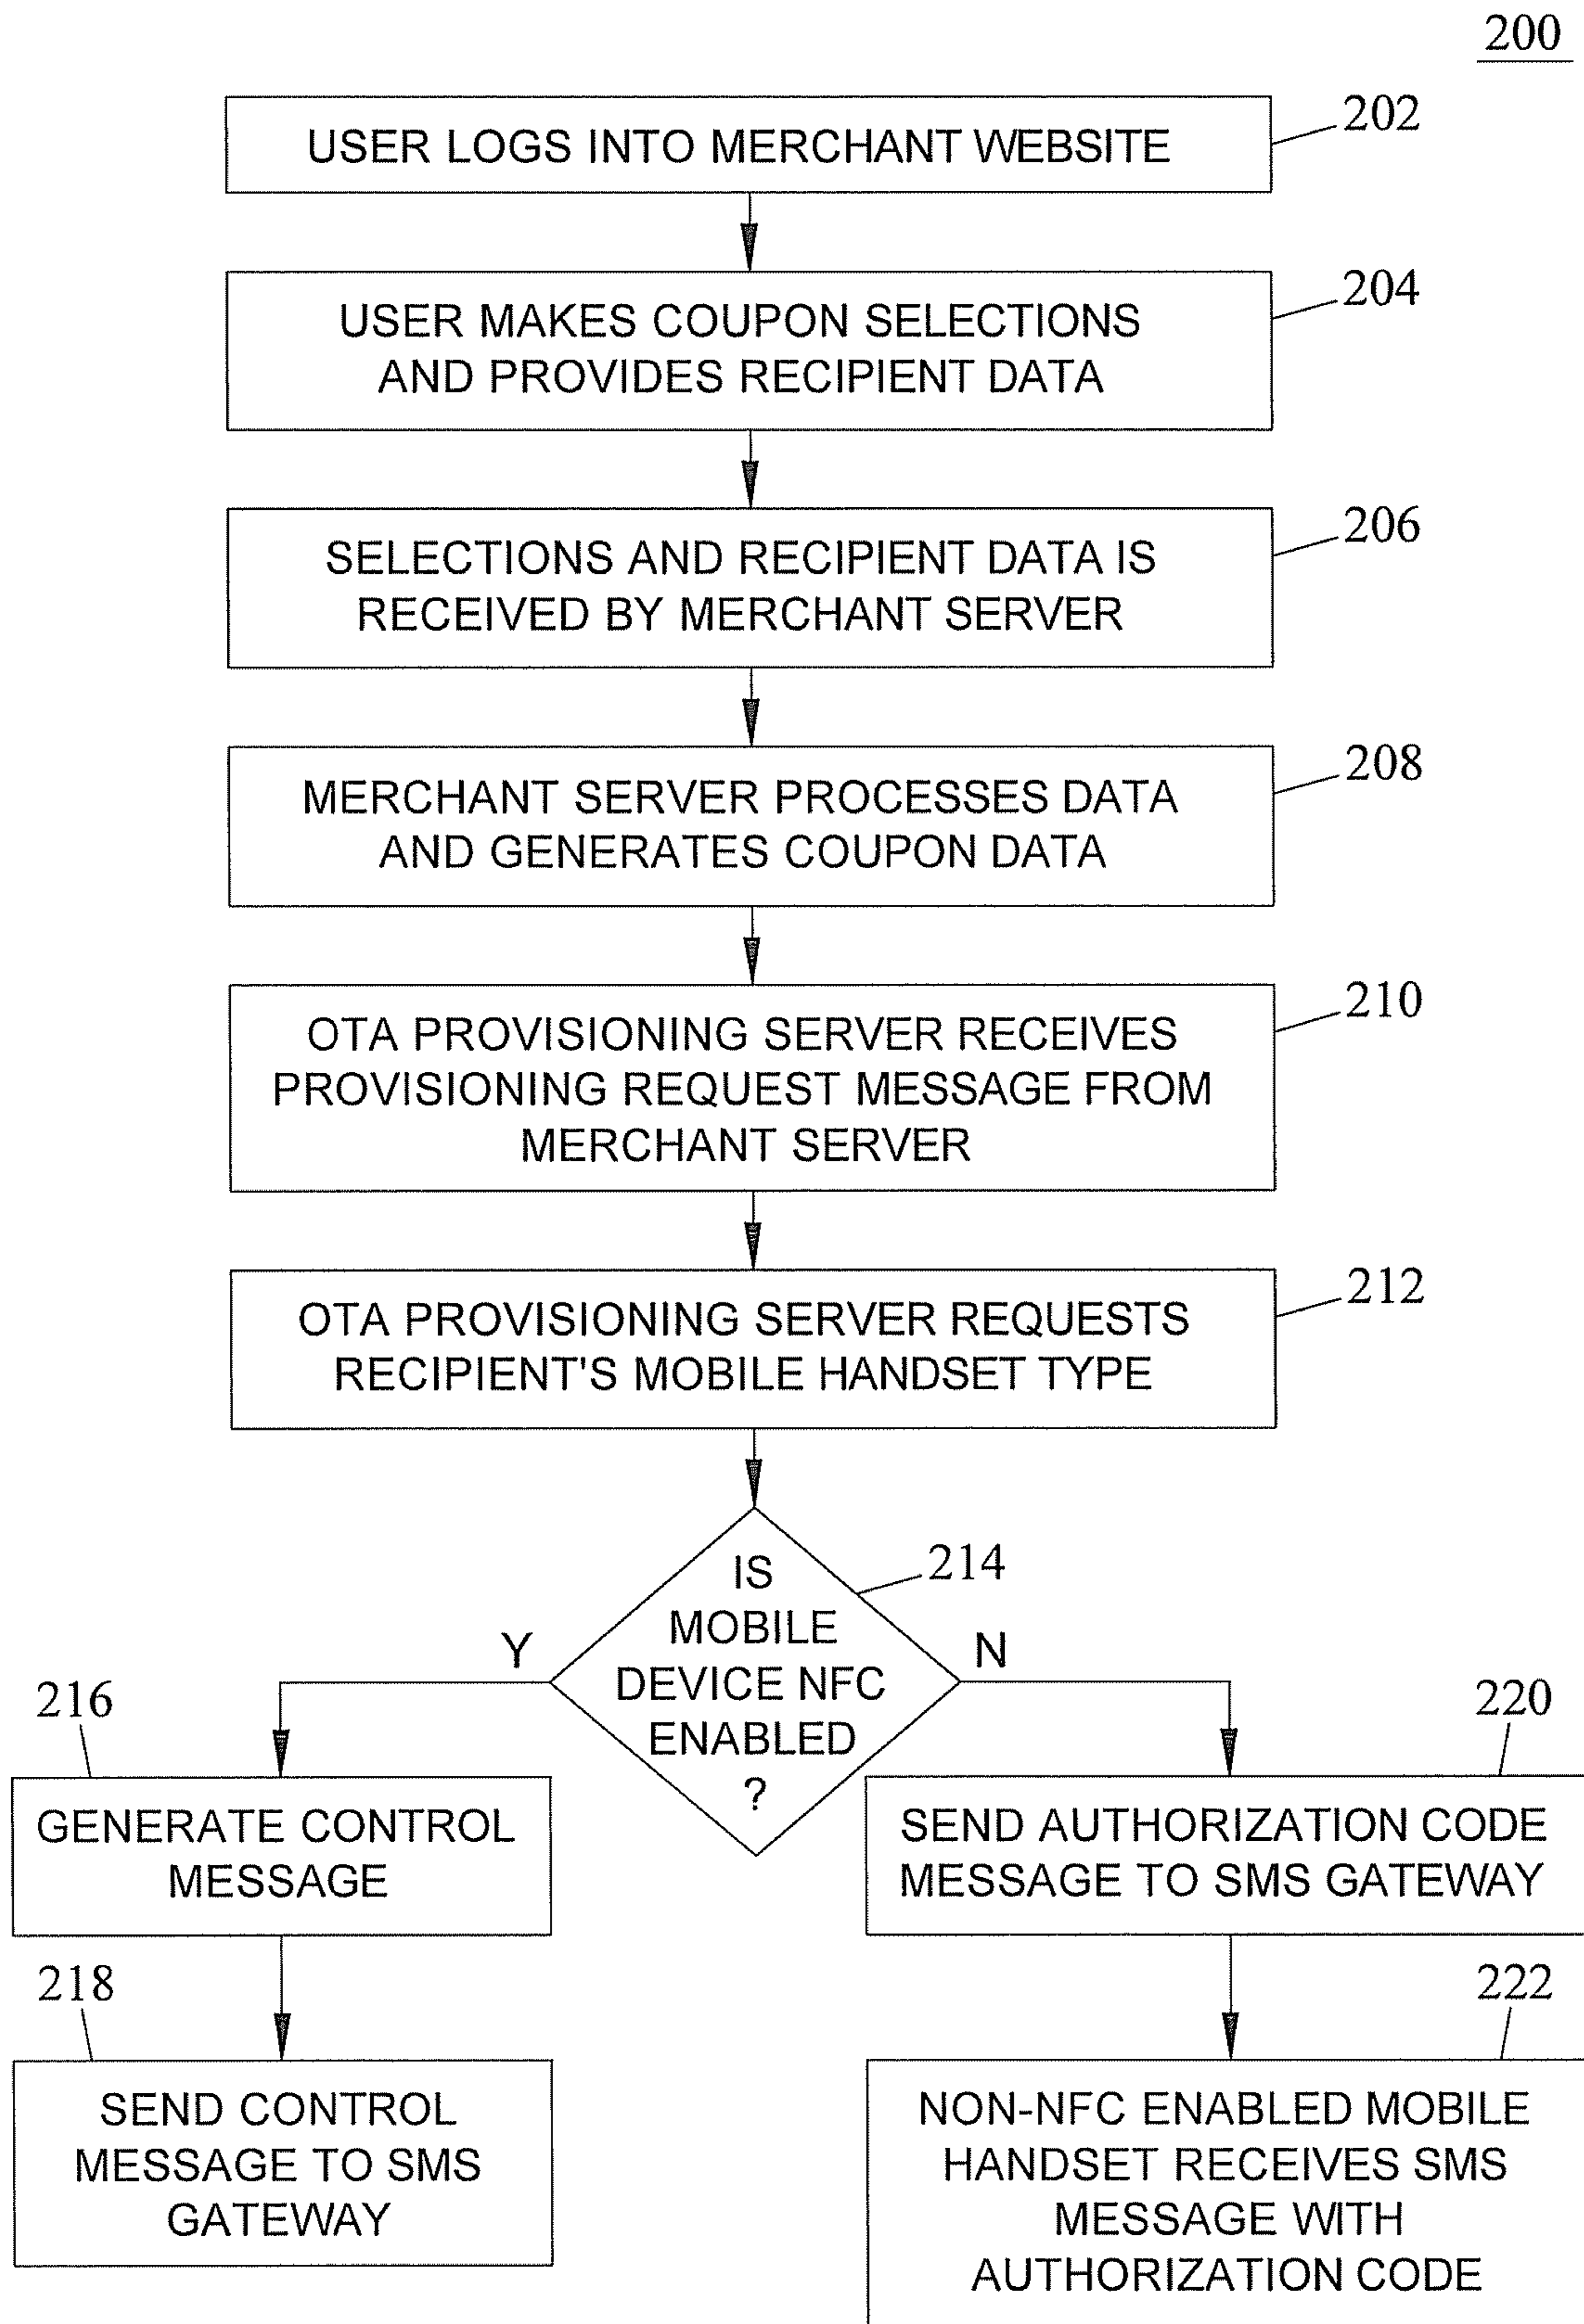 200
USER LOGS INTO MERCHANT WEBSITE
202
USER MAKES COUPON SELECTIONS
AND PROVIDES RECIPIENT DATA
204
SELECTIONS AND RECIPIENT DATA IS
RECEIVED BY MERCHANT SERVER
206
MERCHANT SERVER PROCESSES DATA
AND GENERATES COUPON DATA
208
OTA PROVISIONING SERVER RECEIVES
PROVISIONING REQUEST MESSAGE FROM
MERCHANT SERVER
210
OTA PROVISIONING SERVER REQUESTS
RECIPIENT'S MOBILE HANDSET TYPE
212
IS
MOBILE
DEVICE NFC
ENABLED
?
214
Y
N
216
GENERATE CONTROL
MESSAGE
218
SEND CONTROL
MESSAGE TO SMS
GATEWAY
220
SEND AUTHORIZATION CODE
MESSAGE TO SMS GATEWAY
222
NON-NFC ENABLED MOBILE
HANDSET RECEIVES SMS
MESSAGE WITH
AUTHORIZATION CODE